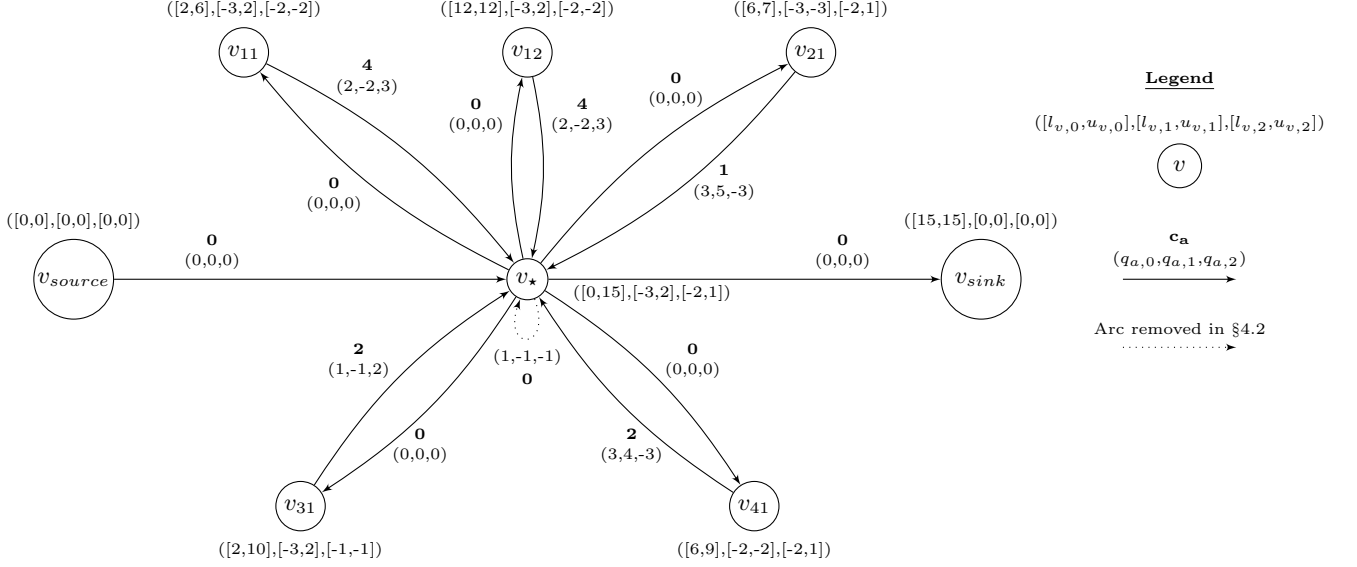 ([2,6],[-3,2],[-2,-2])
([12,12],[-3,2],[-2,-2])
([6,7],[-3,-3],[-2,1])
v₁₁
v₁₂
v₂₁
4
(2,-2,3)
0
(0,0,0)
4
(2,-2,3)
0
(0,0,0)
0
(0,0,0)
1
(3,5,-3)
([0,0],[0,0],[0,0])
v_source
0
(0,0,0)
v⋆
([0,15],[-3,2],[-2,1])
0
(0,0,0)
([15,15],[0,0],[0,0])
v_sink
(1,-1,-1)
0
2
(1,-1,2)
0
(0,0,0)
0
(0,0,0)
2
(3,4,-3)
v₃₁
([2,10],[-3,2],[-1,-1])
v₄₁
([6,9],[-2,-2],[-2,1])
Legend
([l_{v,0},u_{v,0}],[l_{v,1},u_{v,1}],[l_{v,2},u_{v,2}])
v
c_a
(q_{a,0},q_{a,1},q_{a,2})
Arc removed in §4.2